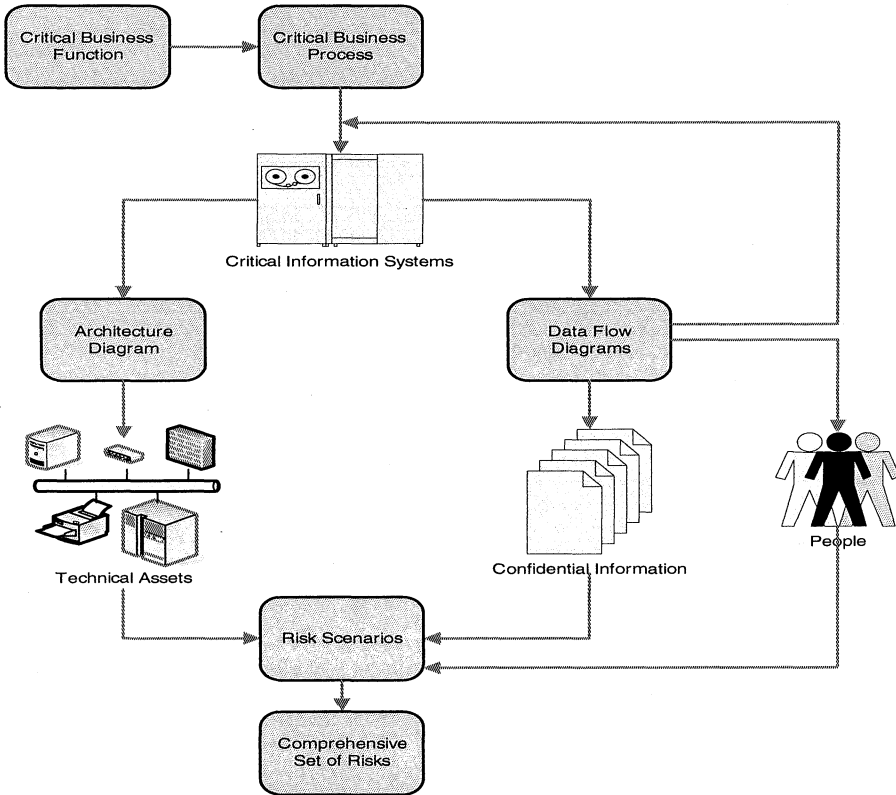 Critical Business
Function
Critical Business
Process
Critical Information Systems
Architecture
Diagram
Data Flow
Diagrams
Technical Assets
Confidential Information
People
Risk Scenarios
Comprehensive
Set of Risks